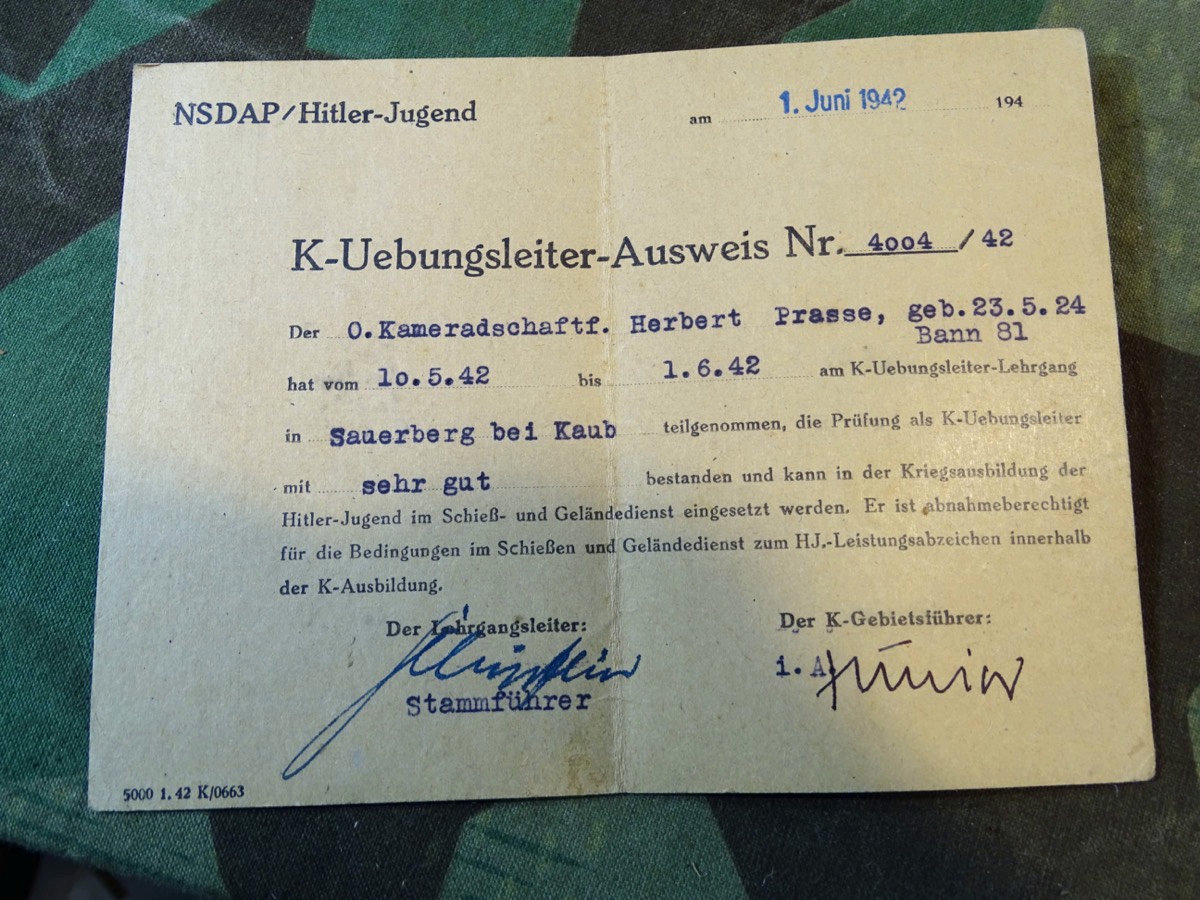 NSDAP/Hitler-Jugend
am 1. Juni 1942 194
K-Uebungsleiter-Ausweis Nr. 4oo4 / 42
Der O.Kameradschaftf. Herbert Prasse, geb.23.5.24
Bann 81
hat vom 1o.5.42 bis 1.6.42 am K-Uebungsleiter-Lehrgang
in Sauerberg bei Kaub teilgenommen, die Prüfung als K-Uebungsleiter
mit sehr gut bestanden und kann in der Kriegsausbildung der
Hitler-Jugend im Schieß- und Geländedienst eingesetzt werden. Er ist abnahmeberechtigt
für die Bedingungen im Schießen und Geländedienst zum HJ.-Leistungsabzeichen innerhalb
der K-Ausbildung.
Der Lehrgangsleiter: Der K-Gebietsführer:
i. A.
Stammführer
5000 1. 42 K/0663